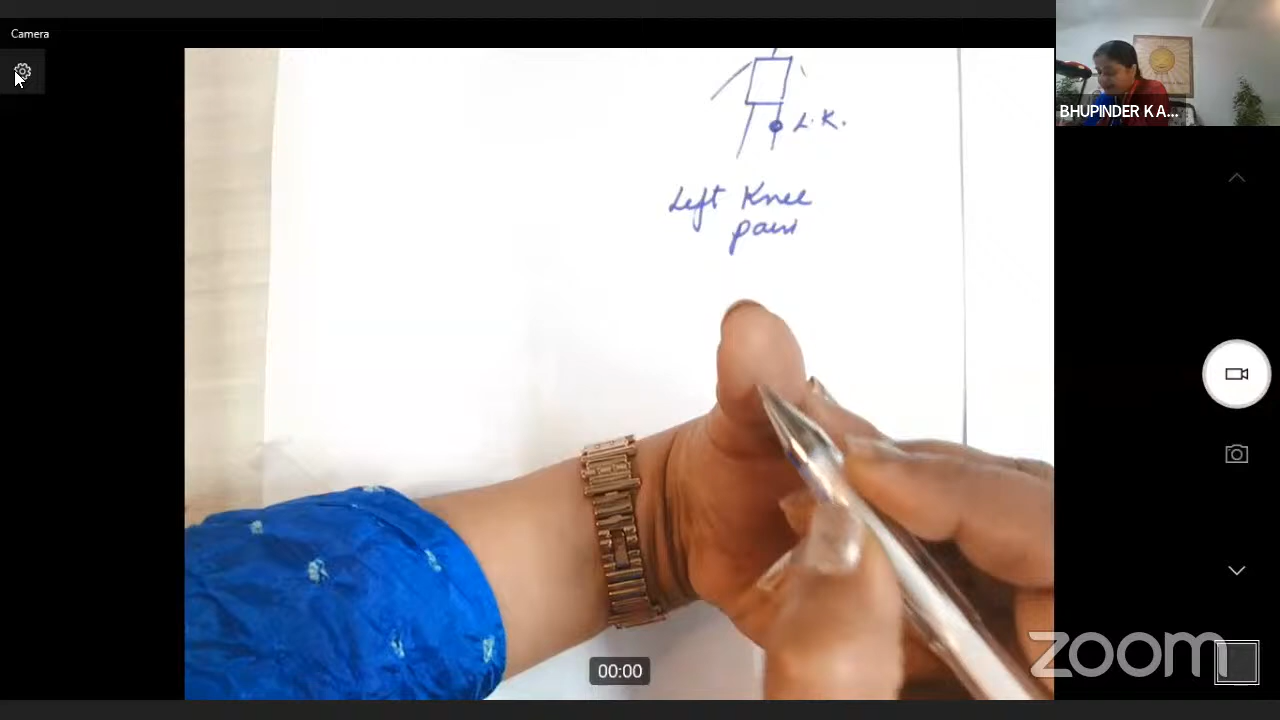 Camera
BHUPINDER K A...
L.K.
Left Knee
pain
00:00
zoom